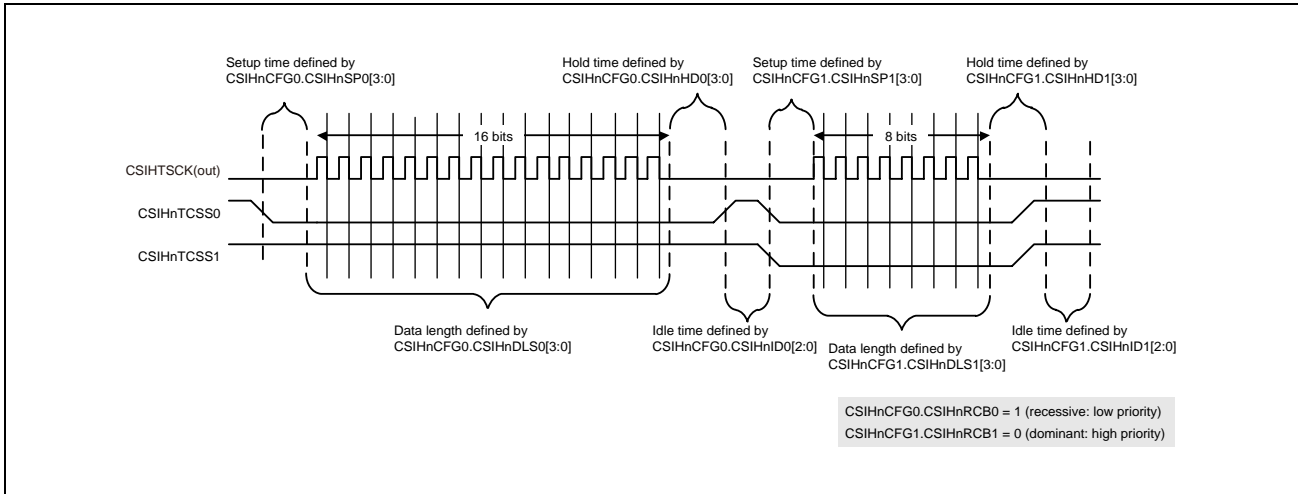 Setup time defined by
CSIHnCFG0.CSIHnSP0[3:0]
Hold time defined by
CSIHnCFG0.CSIHnHD0[3:0]
Setup time defined by
CSIHnCFG1.CSIHnSP1[3:0]
Hold time defined by
CSIHnCFG1.CSIHnHD1[3:0]
16 bits
8 bits
CSIHTSCK(out)
CSIHnTCSS0
CSIHnTCSS1
Data length defined by
CSIHnCFG0.CSIHnDLS0[3:0]
Idle time defined by
CSIHnCFG0.CSIHnID0[2:0]
Data length defined by
CSIHnCFG1.CSIHnDLS1[3:0]
Idle time defined by
CSIHnCFG1.CSIHnID1[2:0]
CSIHnCFG0.CSIHnRCB0 = 1 (recessive: low priority)
CSIHnCFG1.CSIHnRCB1 = 0 (dominant: high priority)